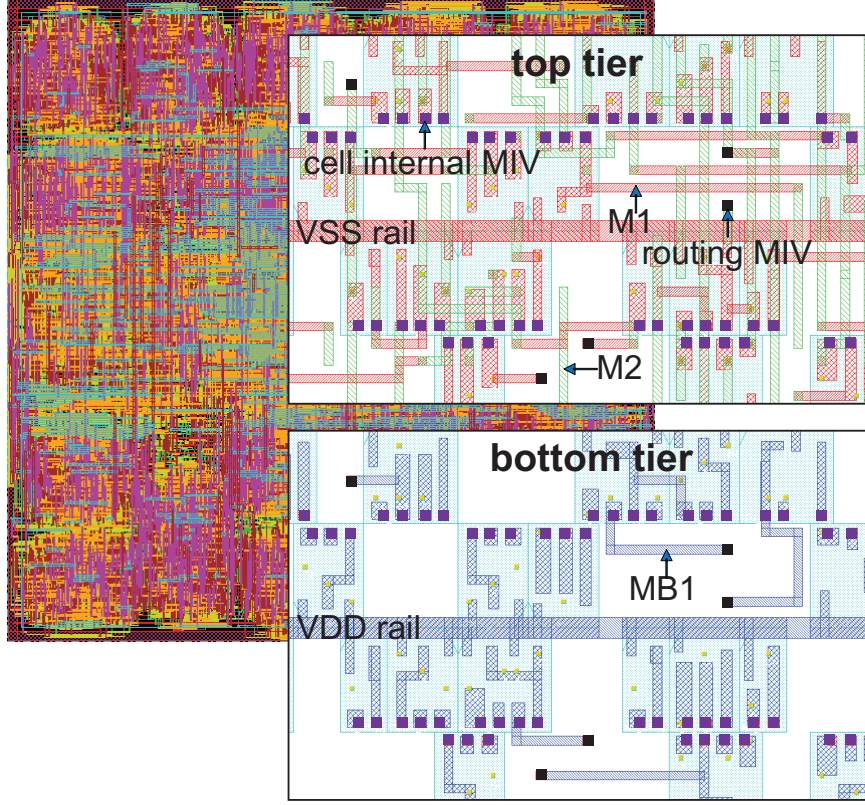 top tier
cell internal MIV
M1
VSS rail
routing MIV
M2
bottom tier
MB1
VDD rail